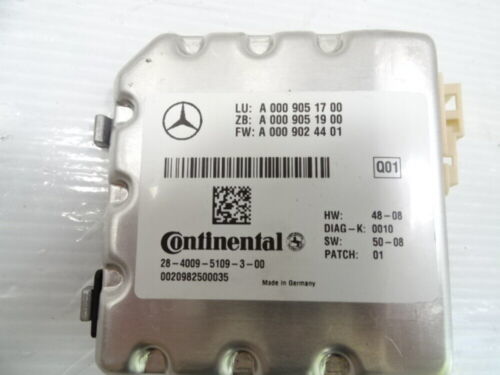 LU: A 000 905 17 00
ZB: A 000 905 19 00
FW: A 000 902 44 01
Q01
Continental
28-4009-5109-3-00
0020982500035
HW: 48-08
DIAG-K: 0010
SW: 50-08
PATCH: 01
Made in Germany